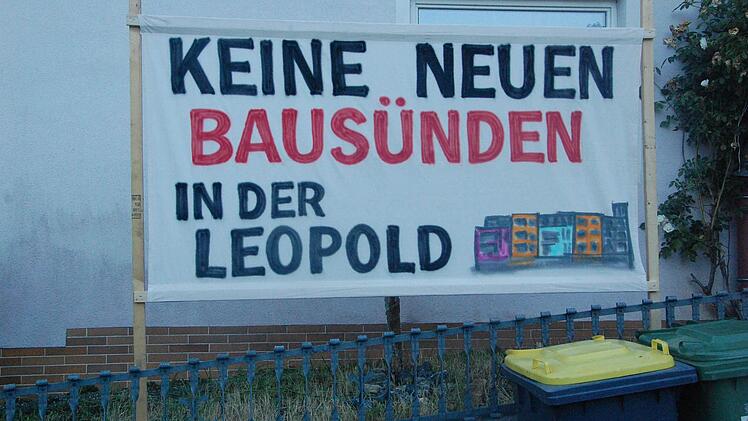 KEINE NEUEN
BAUSÜNDEN
IN DER
LEOPOLD